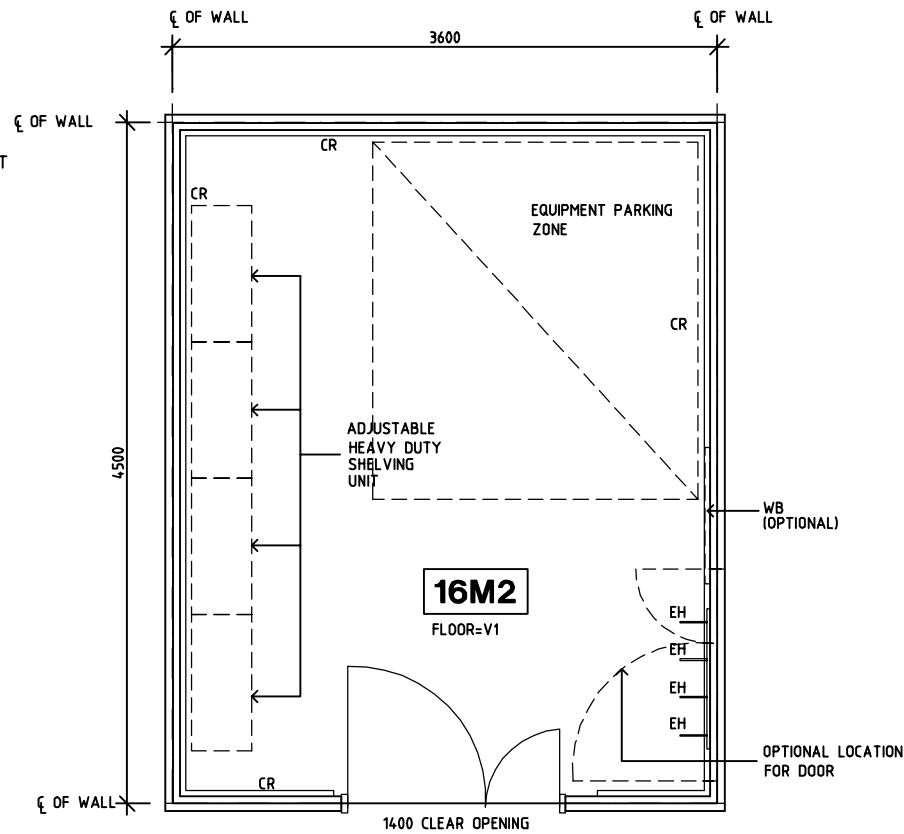 ℄ OF WALL
℄ OF WALL
3600
℄ OF WALL
T
CR
CR
EQUIPMENT PARKING
ZONE
CR
ADJUSTABLE
HEAVY DUTY
SHELVING
UNIT
4500
WB
(OPTIONAL)
16M2
FLOOR=V1
EH
EH
EH
EH
OPTIONAL LOCATION
FOR DOOR
CR
℄ OF WALL
1400 CLEAR OPENING